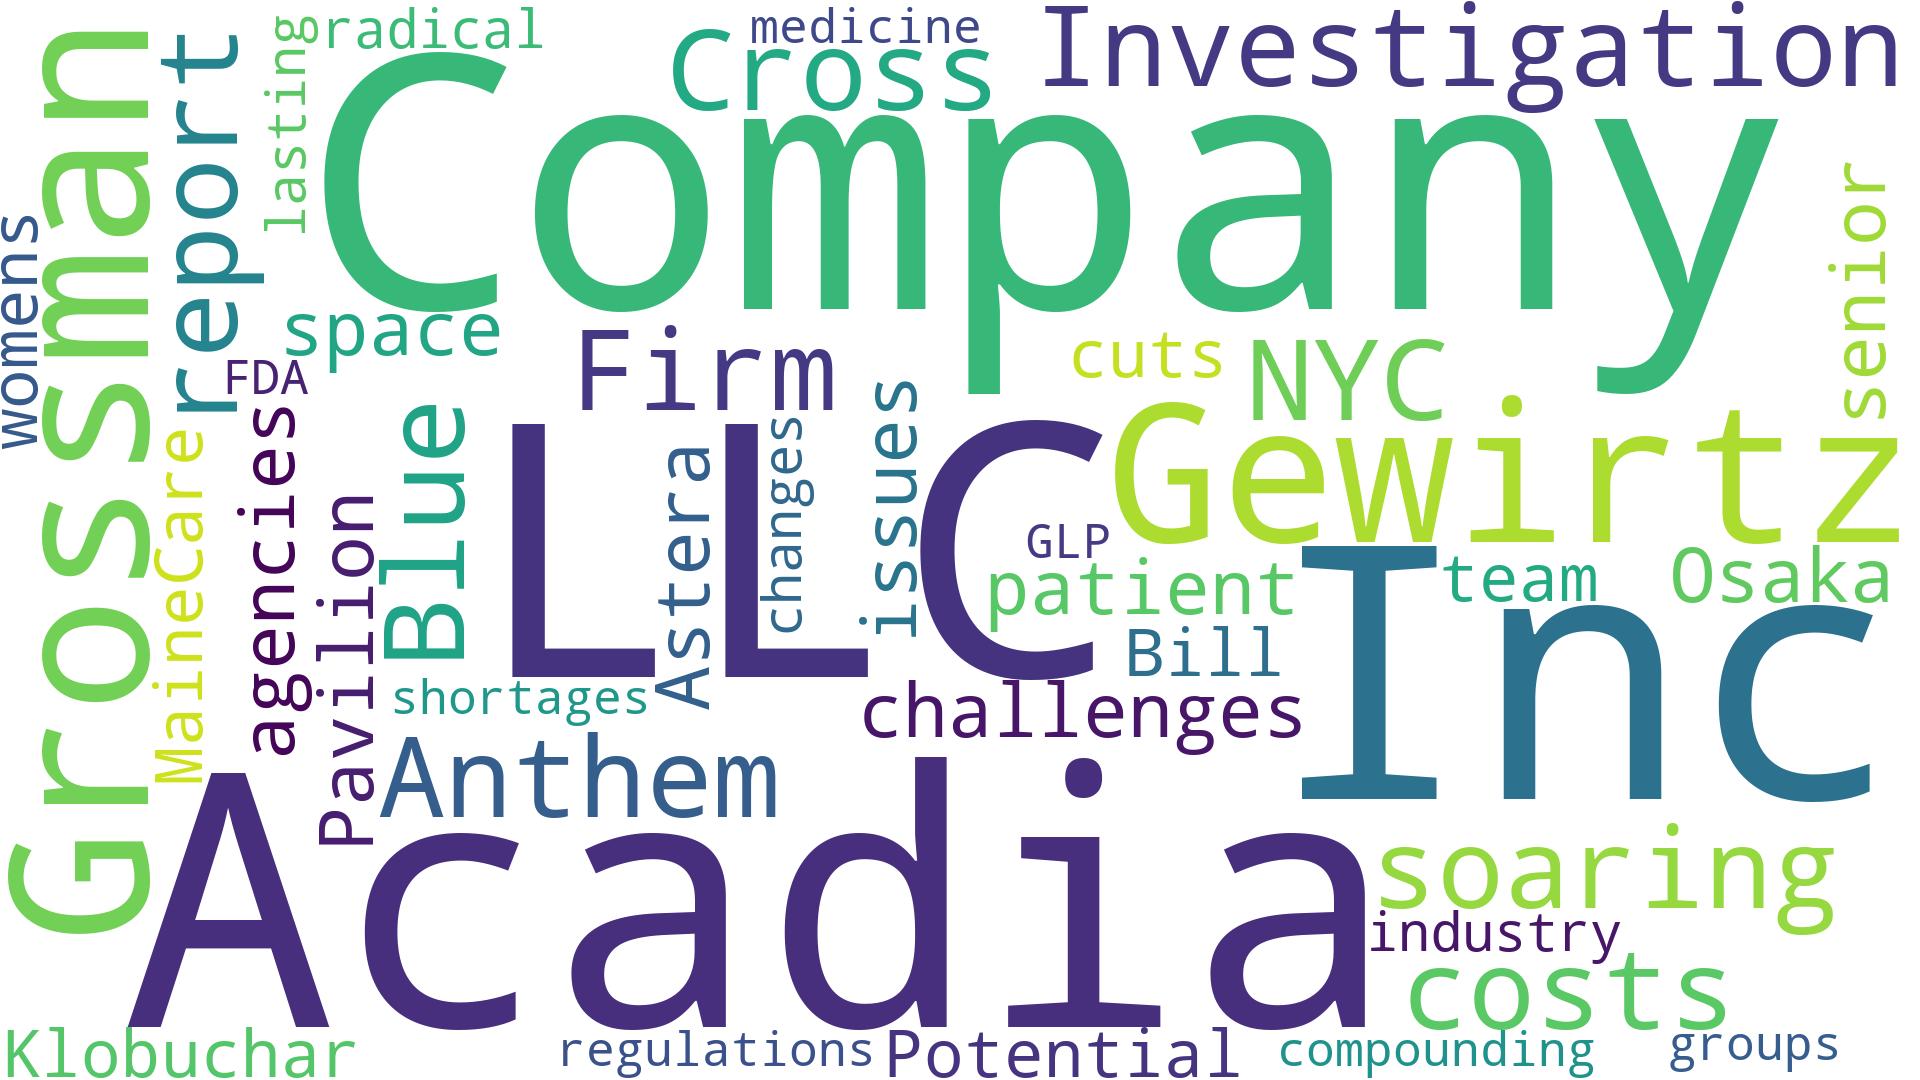 radical
medicine
Cross
Investigation
lasting
report
Grossman
womens
Company
senior
space
FDA
Firm
cuts
NYC
Gewirtz
MaineCare
agencies
Pavilion
Blue
LLC
Astera
changes
issues
GLP
patient
Inc
team
Osaka
Bill
shortages
challenges
Anthem
Acadia
soaring
industry
costs
Klobuchar
regulations
Potential
compounding
groups